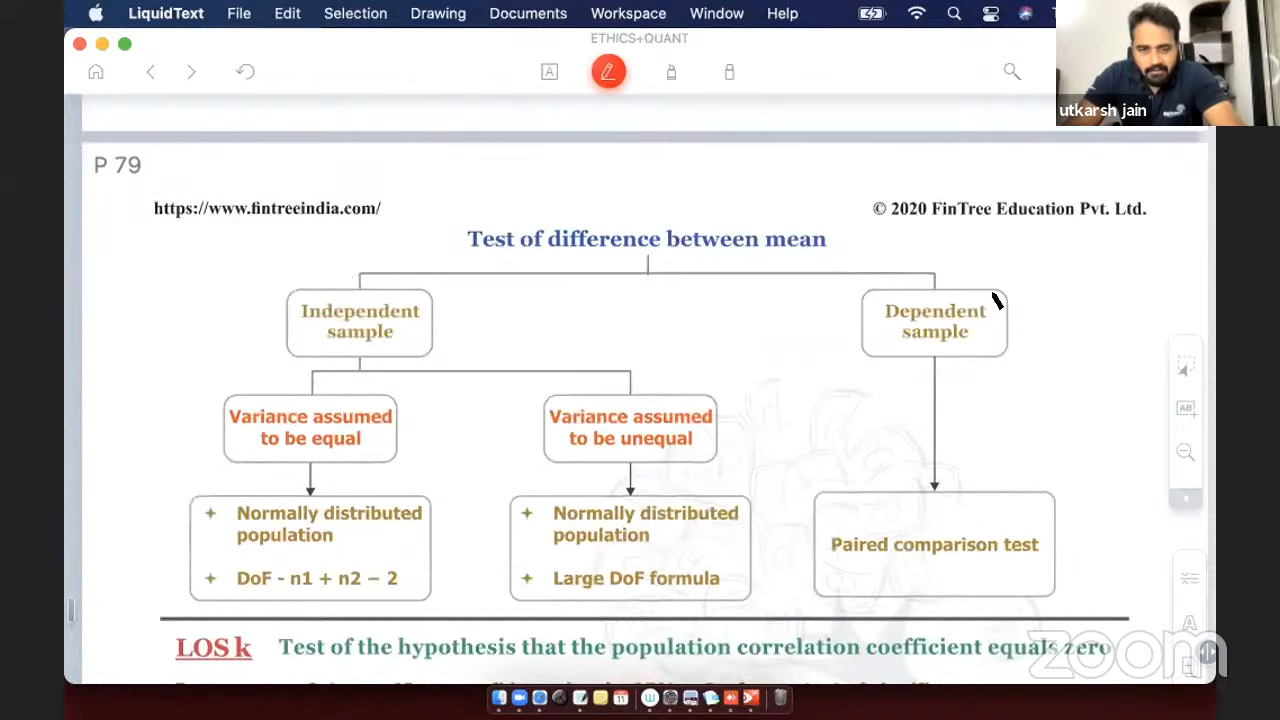 LiquidText File Edit Selection Drawing Documents Workspace Window Help
ETHICS+QUANT
utkarsh jain
P 79
https://www.fintreeindia.com/ © 2020 FinTree Education Pvt. Ltd.
Test of difference between mean
Independent
sample
Dependent
sample
Variance assumed
to be equal
Variance assumed
to be unequal
Normally distributed
population
DoF - n1 + n2 − 2
Normally distributed
population
Large DoF formula
Paired comparison test
LOS k Test of the hypothesis that the population correlation coefficient equals zero
zoom